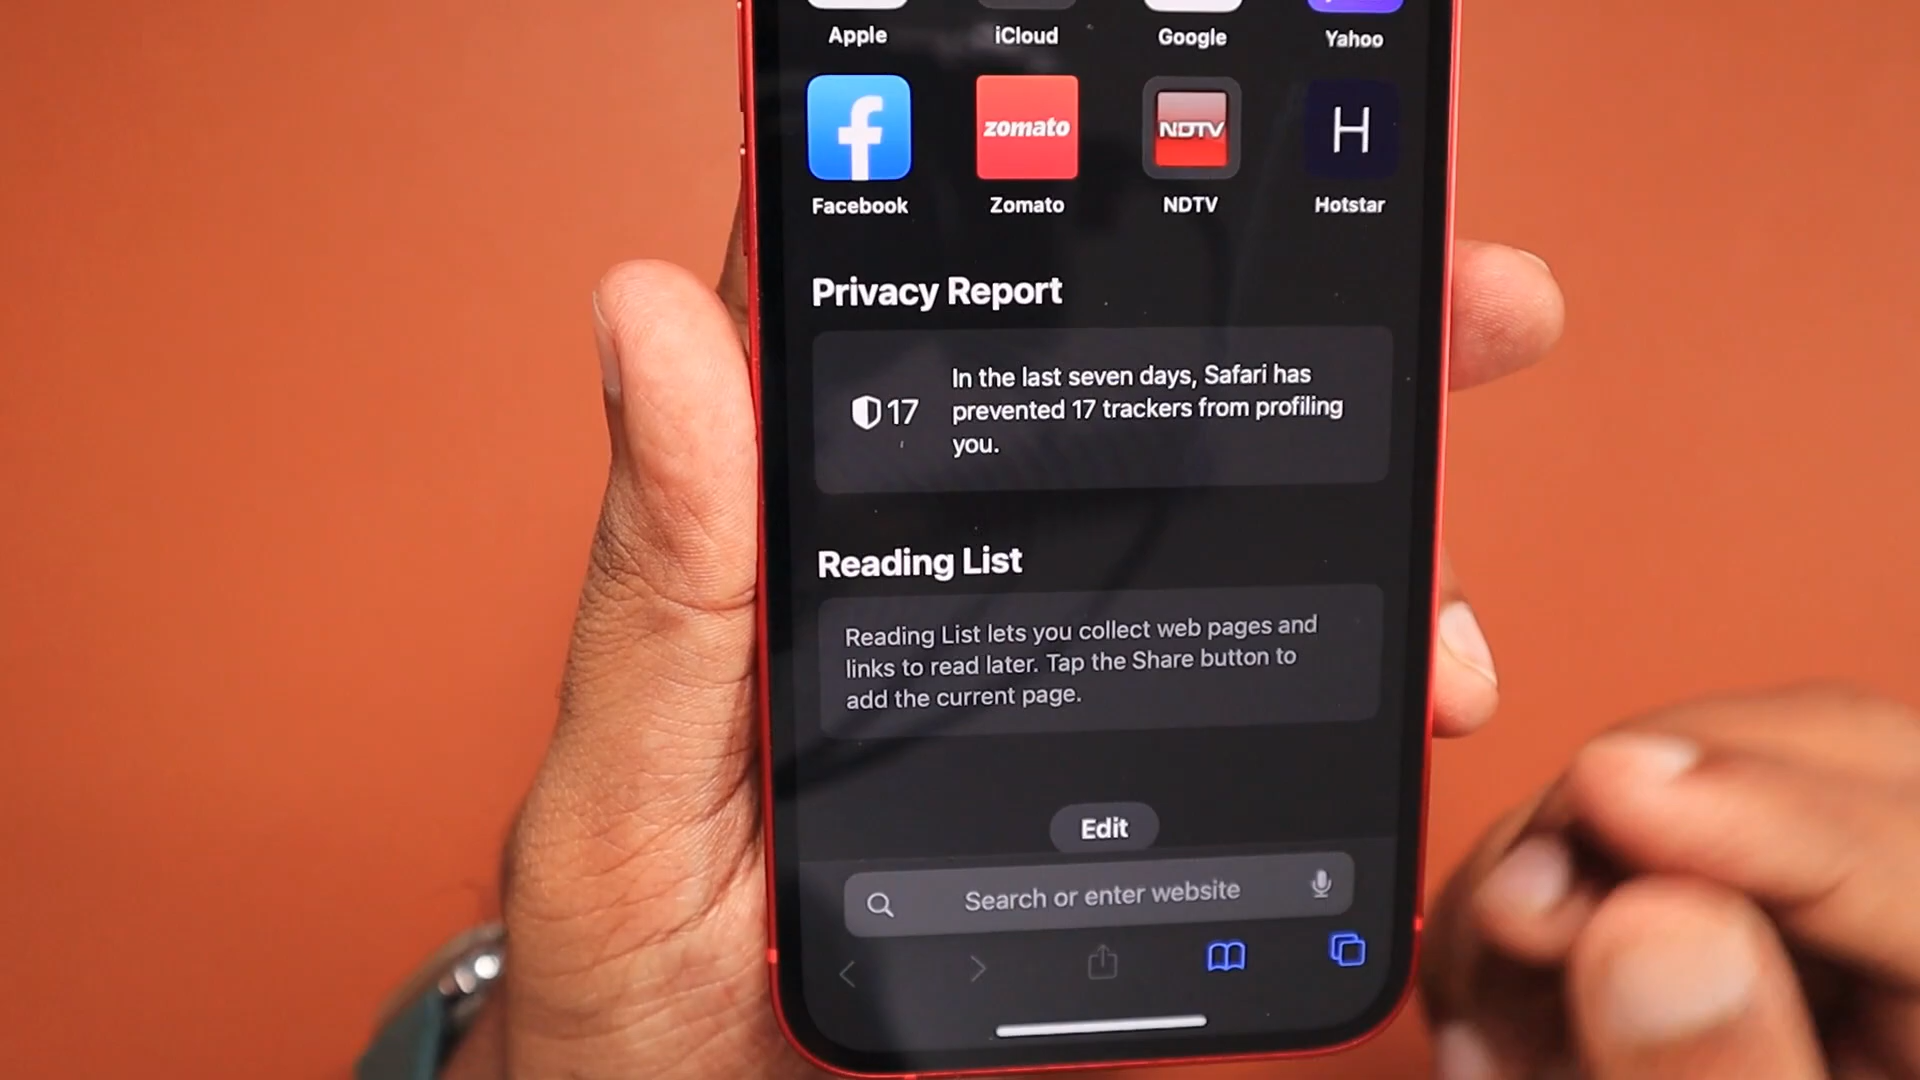 Apple iCloud Google Yahoo
f zomato NDTV H
Facebook Zomato NDTV Hotstar
Privacy Report
17
In the last seven days, Safari has
prevented 17 trackers from profiling
you.
Reading List
Reading List lets you collect web pages and
links to read later. Tap the Share button to
add the current page.
Edit
Search or enter website